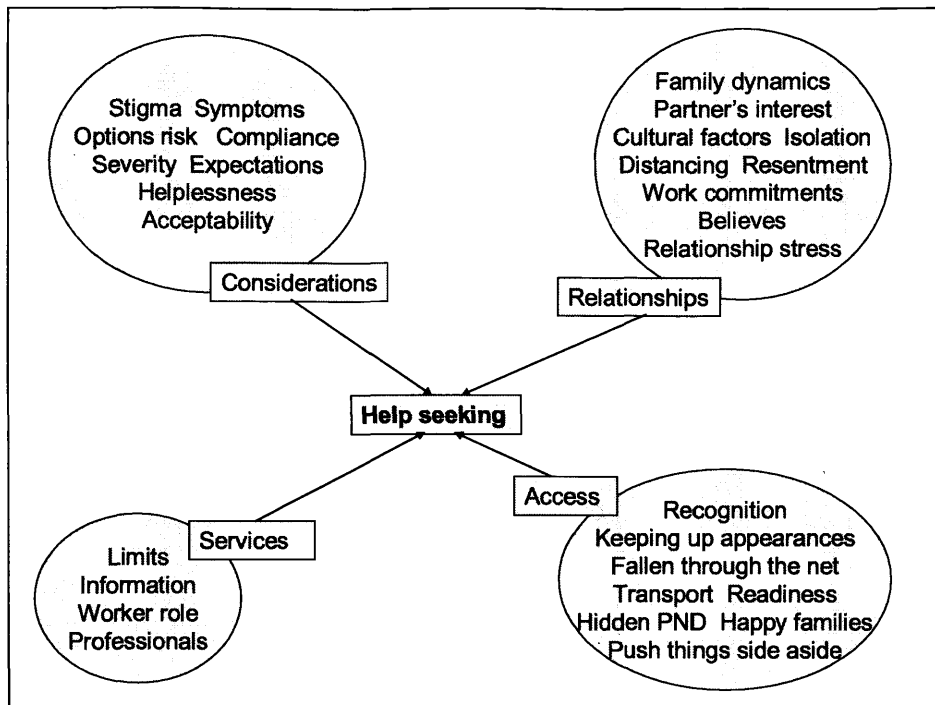 Stigma Symptoms
Options risk Compliance
Severity Expectations
Helplessness
Acceptability
Considerations
Family dynamics
Partner's interest
Cultural factors Isolation
Distancing Resentment
Work commitments
Believes
Relationship stress
Relationships
Help seeking
Services
Limits
Information
Worker role
Professionals
Access
Recognition
Keeping up appearances
Fallen through the net
Transport Readiness
Hidden PND Happy families
Push things side aside